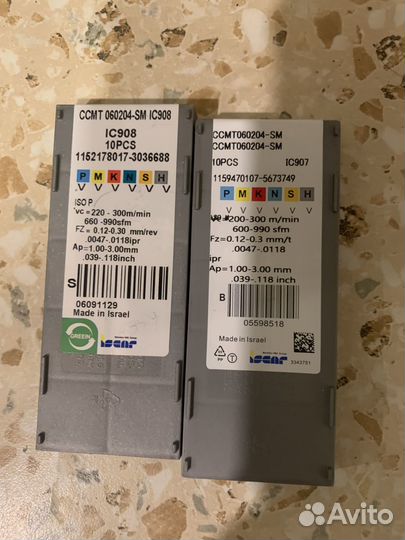 CCMT 060204-SM IC908
IC908
10PCS
1152178017-3036688
P M K N S H
V V V V V V
ISO P
vc = 220 - 300m/min
660 -990sfm
FZ = 0.12-0.30 mm/rev
.0047-.0118ipr
Ap=1.00-3.00mm
.039-.118inch
S
06091129
Made in Israel
GREEN
ISCAR
CCMT060204-SM
CCMT060204-SM
10PCS IC907
1159470107-5673749
P M K N S H
V V V V V V
200-300 m/min
600-990 sfm
Fz=0.12-0.3 mm/t
.0047-.0118
ipr
Ap=1.00-3.00 mm
.039-.118 inch
B
05598518
Made in Israel
PP
T
ISCAR
3343781
Avito